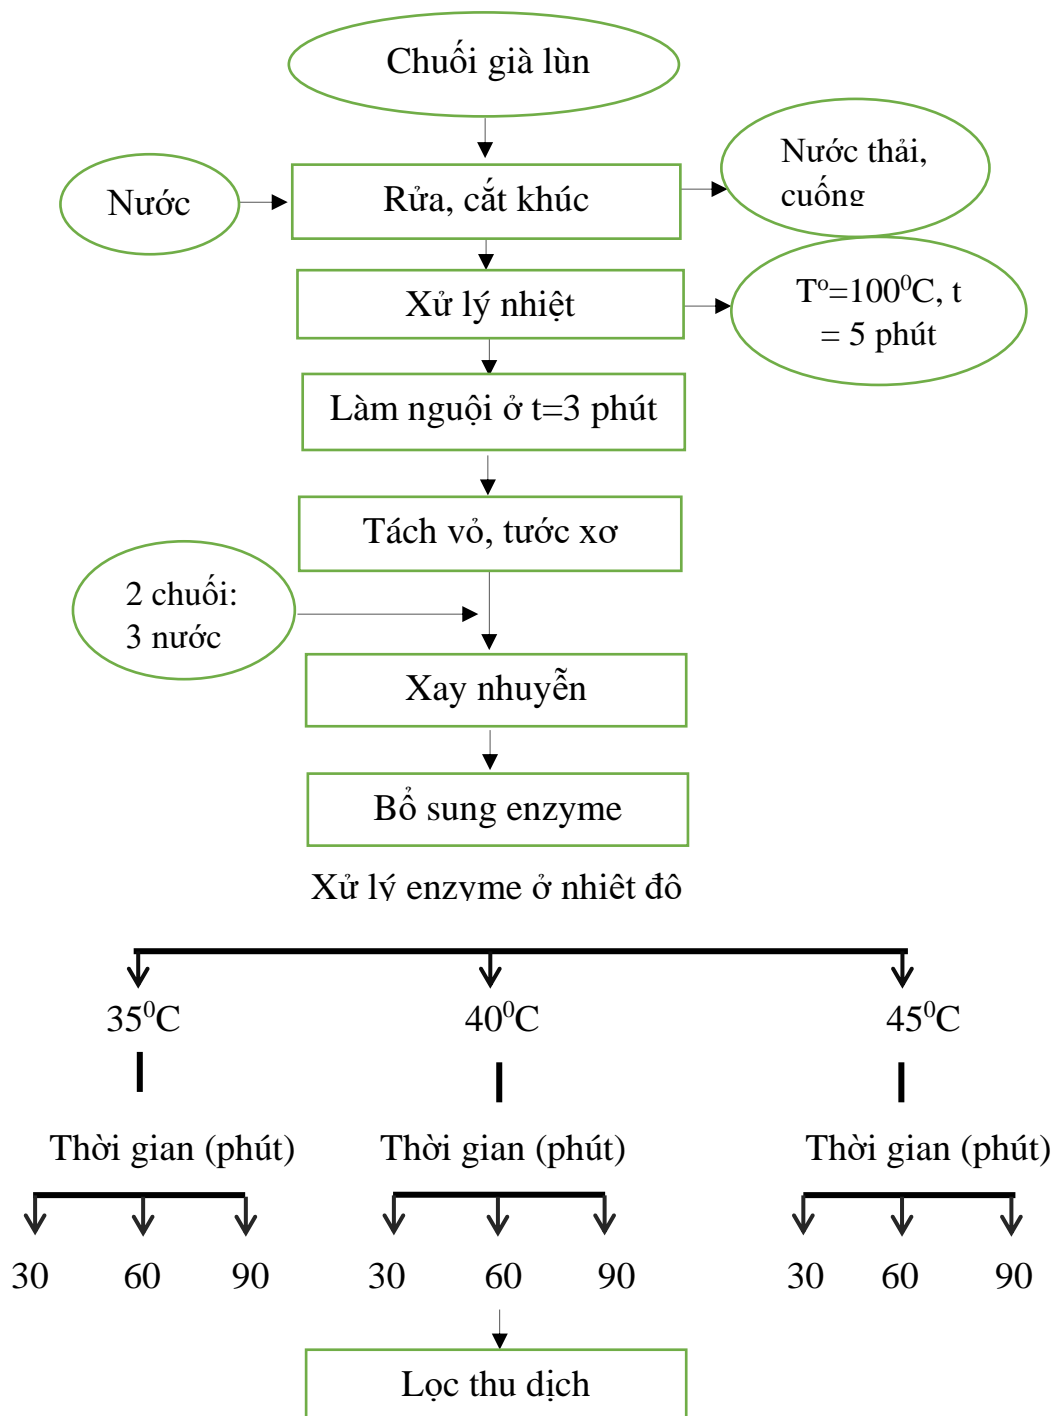 Chuối già lùn
Nước
Rửa, cắt khúc
Nước thải,
cuống
Xử lý nhiệt
Tº=100⁰C, t
= 5 phút
Làm nguội ở t=3 phút
Tách vỏ, tước xơ
2 chuối:
3 nước
Xay nhuyễn
Bổ sung enzyme
Xử lý enzyme ở nhiệt độ
35⁰C 40⁰C 45⁰C
Thời gian (phút) Thời gian (phút) Thời gian (phút)
30 60 90 30 60 90 30 60 90
Lọc thu dịch